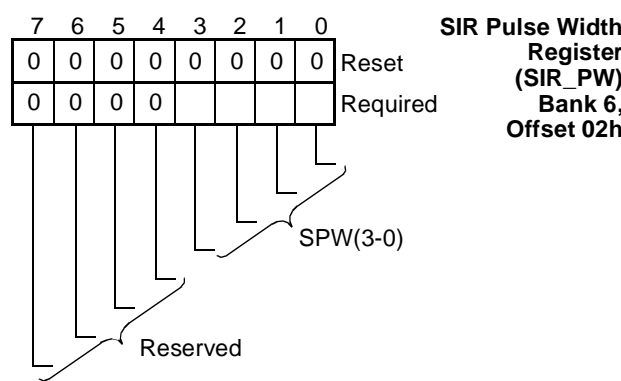 7 6 5 4 3 2 1 0
SIR Pulse Width
Register
(SIR_PW)
Bank 6,
Offset 02h
0 0 0 0 0 0 0 0 Reset
0 0 0 0 Required
SPW(3-0)
Reserved